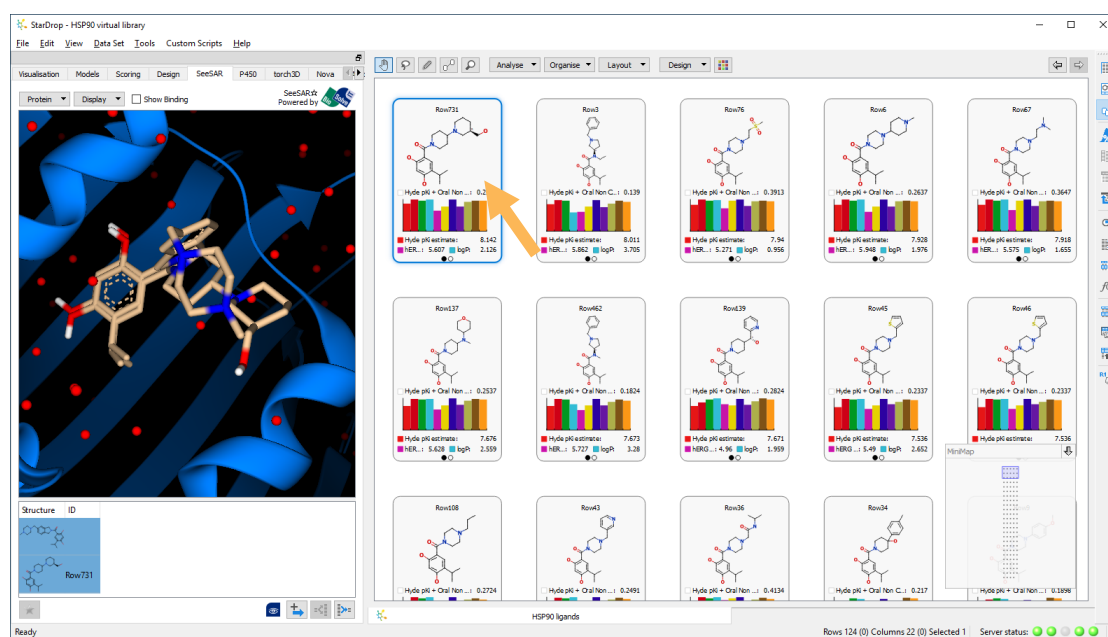 StarDrop - HSP90 virtual library
File Edit View Data Set Tools Custom Scripts Help
Visualisation Models Scoring Design SeeSAR P450 torch3D Nova
Protein Display Show Binding SeeSAR Powered by Bio Solve IT
Analyse Organise Layout Design
Row731 Row3 Row76 Row6 Row67
Hyde pKi + Oral Non ...: 0.2 Hyde pKi + Oral Non C...: 0.139 Hyde pKi + Oral Non ...: 0.3913 Hyde pKi + Oral Non ...: 0.2637 Hyde pKi + Oral Non ...: 0.3647
Hyde pKi estimate: 8.142 Hyde pKi estimate: 8.011 Hyde pKi estimate: 7.94 Hyde pKi estimate: 7.928 Hyde pKi estimate: 7.918
hER...: 5.607 logP: 2.126 hER...: 5.862 logP: 3.705 hER...: 5.271 logP: 0.956 hER...: 5.948 logP: 1.976 hER...: 5.575 logP: 1.655
Row137 Row462 Row139 Row45 Row46
Hyde pKi + Oral Non ...: 0.2537 Hyde pKi + Oral Non ...: 0.1824 Hyde pKi + Oral Non ...: 0.2824 Hyde pKi + Oral Non ...: 0.2337 Hyde pKi + Oral Non ...: 0.2337
Hyde pKi estimate: 7.676 Hyde pKi estimate: 7.673 Hyde pKi estimate: 7.671 Hyde pKi estimate: 7.536 Hyde pKi estimate: 7.536
hER...: 5.628 logP: 2.559 hER...: 5.727 logP: 3.28 hERG...: 4.96 logP: 1.959 hERG...: 5.49 logP: 2.652
MiniMap
Row108 Row43 Row36 Row34
Hyde pKi + Oral Non ...: 0.2724 Hyde pKi + Oral Non ...: 0.2491 Hyde pKi + Oral Non ...: 0.4134 Hyde pKi + Oral Non C...: 0.217 Hyde pKi + Oral Non ...: 0.1896
Structure ID
Row731
HSP90 ligands
Ready Rows 124 (0) Columns 22 (0) Selected 1 Server status: